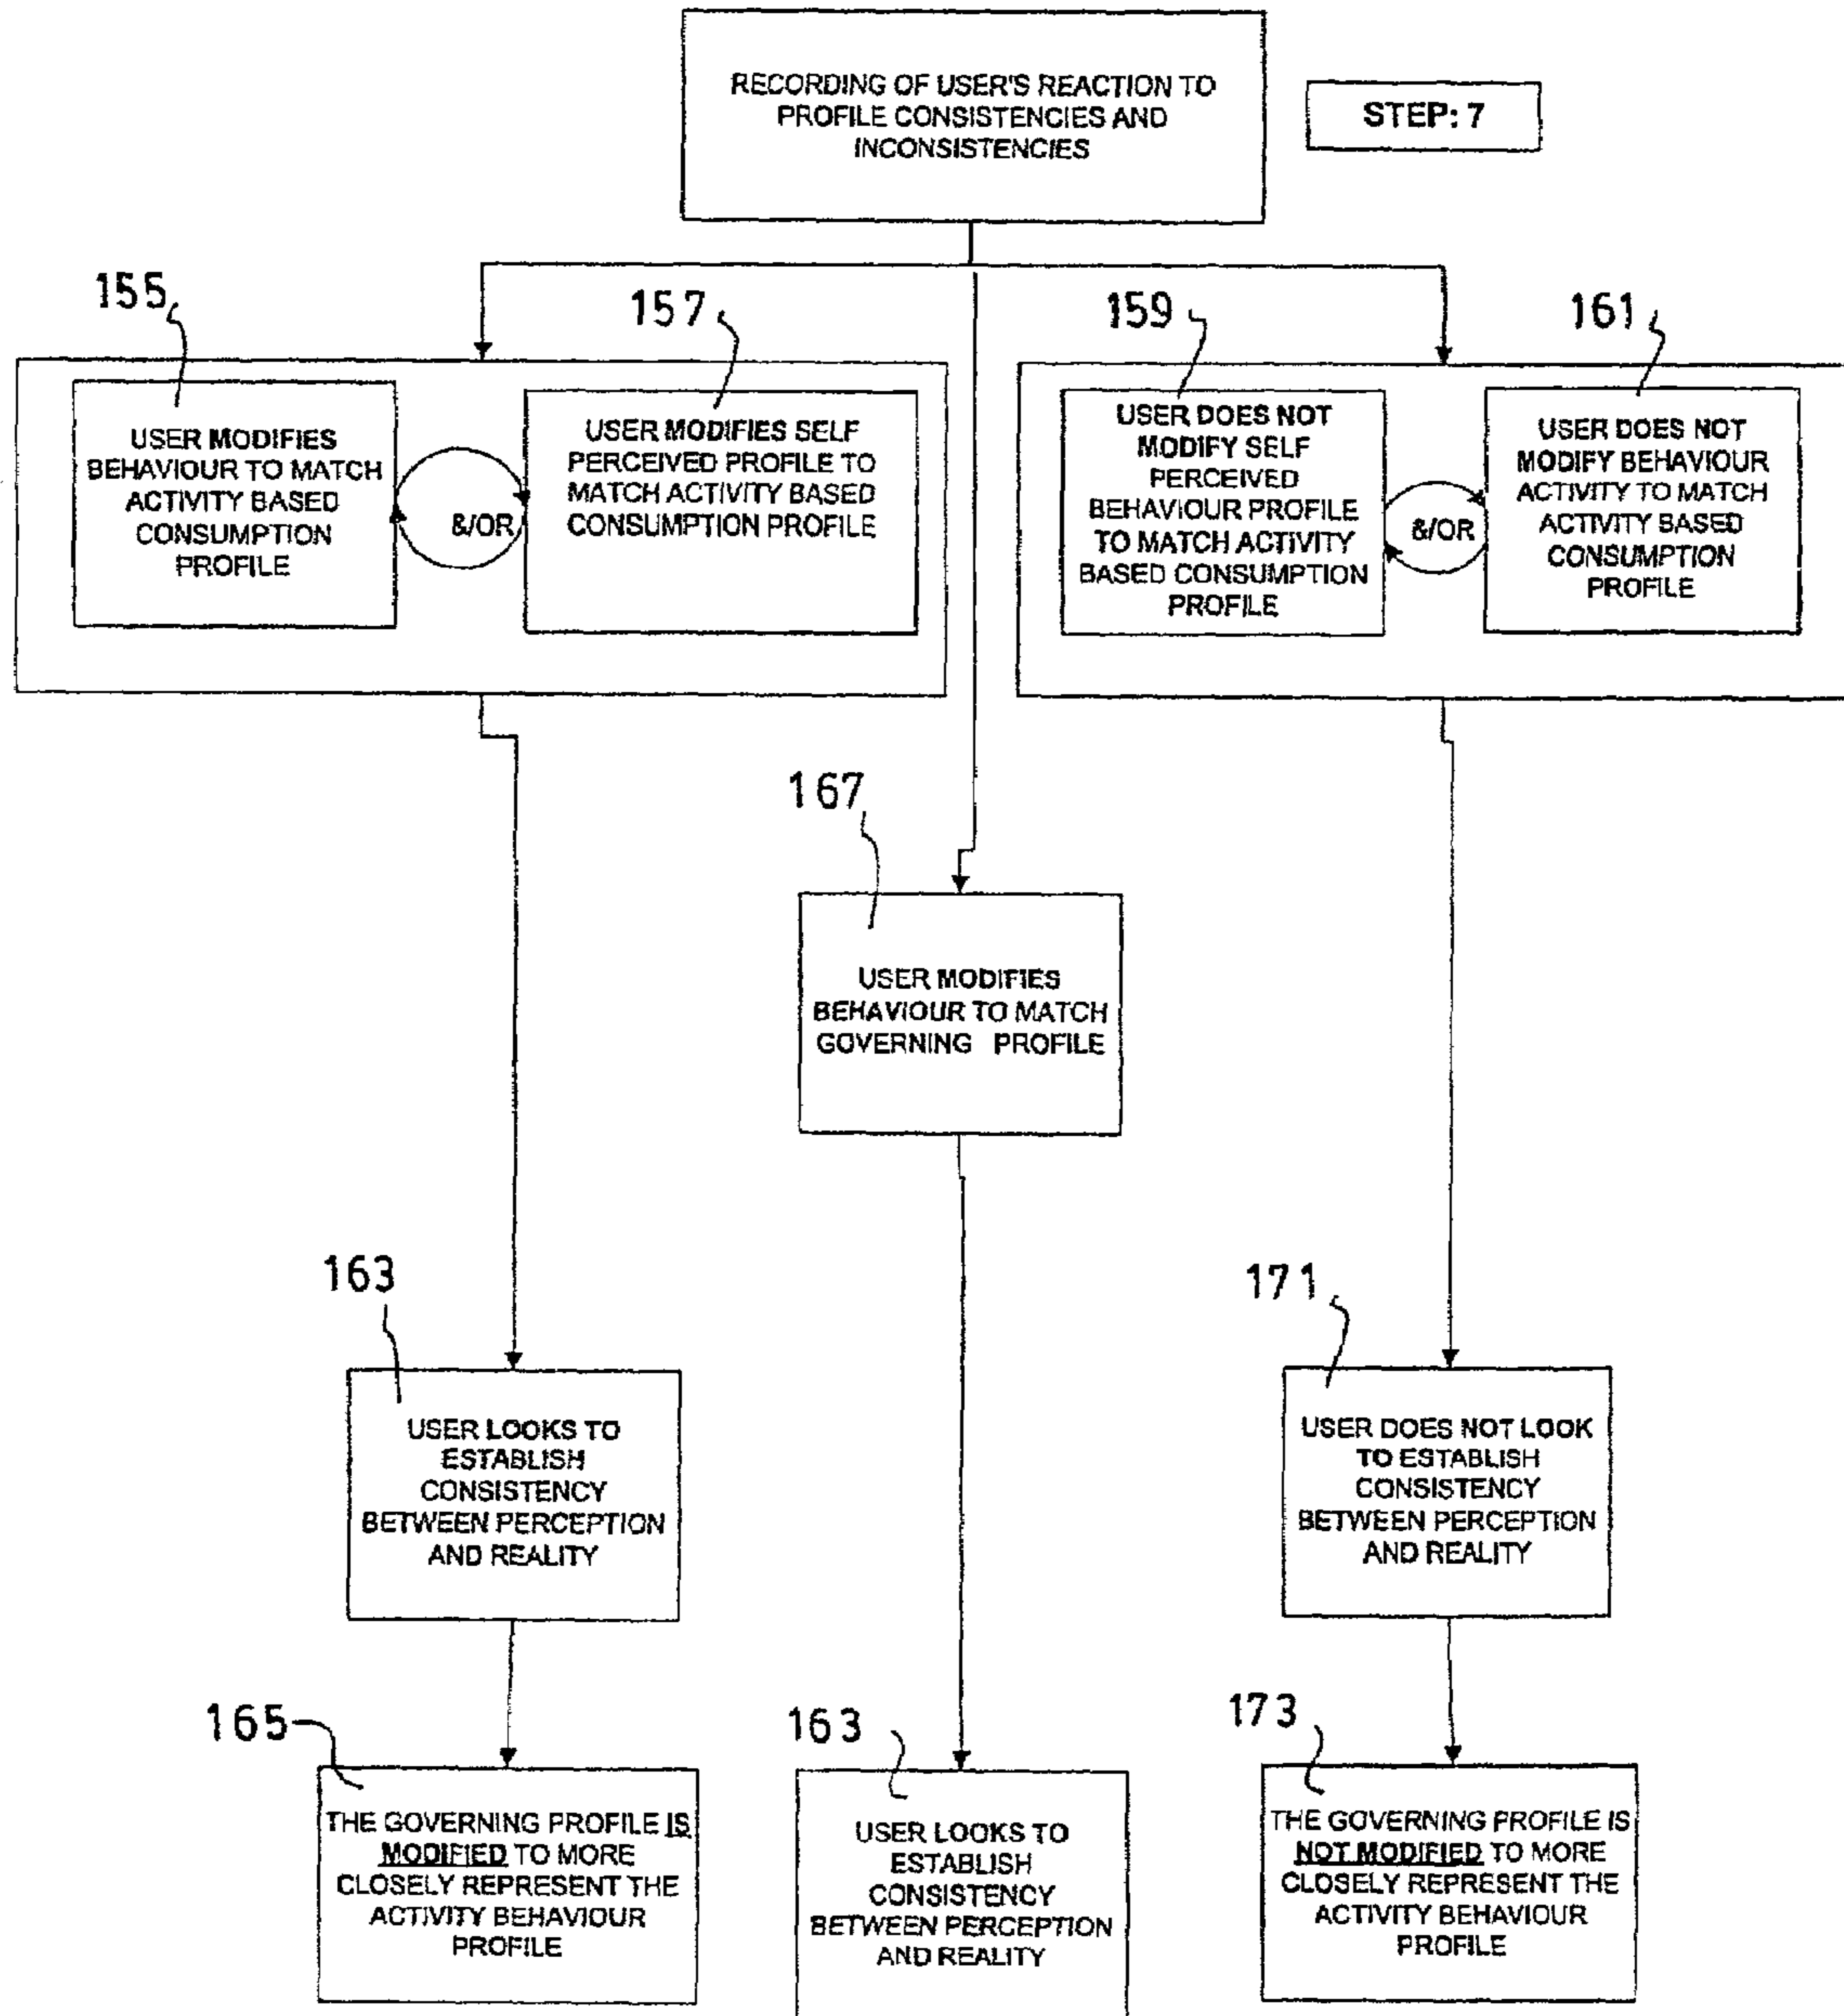 RECORDING OF USER'S REACTION TO
PROFILE CONSISTENCIES AND
INCONSISTENCIES
STEP: 7
155
157
159
161
USER MODIFIES
BEHAVIOUR TO MATCH
ACTIVITY BASED
CONSUMPTION
PROFILE
&/OR
USER MODIFIES SELF
PERCEIVED PROFILE TO
MATCH ACTIVITY BASED
CONSUMPTION PROFILE
USER DOES NOT
MODIFY SELF
PERCEIVED
BEHAVIOUR PROFILE
TO MATCH ACTIVITY
BASED CONSUMPTION
PROFILE
&/OR
USER DOES NOT
MODIFY BEHAVIOUR
ACTIVITY TO MATCH
ACTIVITY BASED
CONSUMPTION
PROFILE
167
USER MODIFIES
BEHAVIOUR TO MATCH
GOVERNING PROFILE
163
USER LOOKS TO
ESTABLISH
CONSISTENCY
BETWEEN PERCEPTION
AND REALITY
171
USER DOES NOT LOOK
TO ESTABLISH
CONSISTENCY
BETWEEN PERCEPTION
AND REALITY
165
THE GOVERNING PROFILE IS
MODIFIED TO MORE
CLOSELY REPRESENT THE
ACTIVITY BEHAVIOUR
PROFILE
163
USER LOOKS TO
ESTABLISH
CONSISTENCY
BETWEEN PERCEPTION
AND REALITY
173
THE GOVERNING PROFILE IS
NOT MODIFIED TO MORE
CLOSELY REPRESENT THE
ACTIVITY BEHAVIOUR
PROFILE